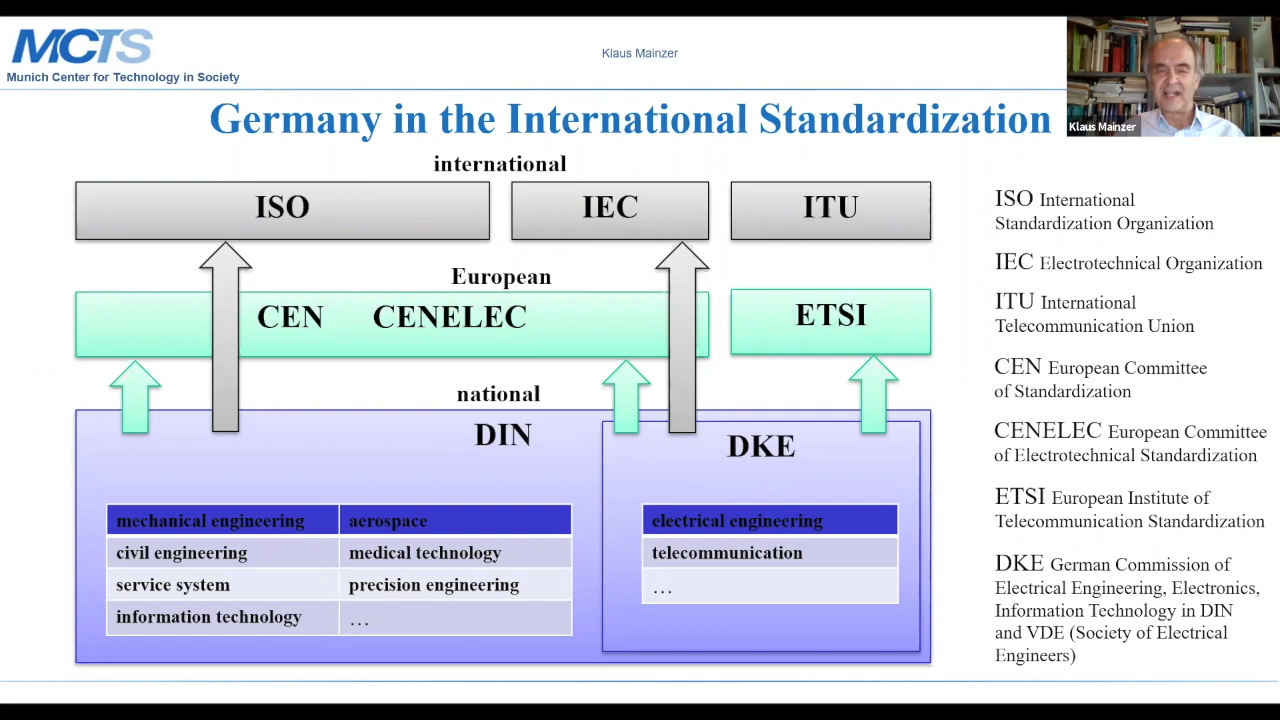 MCTS
Munich Center for Technology in Society
Klaus Mainzer
Klaus Mainzer
Germany in the International Standardization
international
ISO
IEC
ITU
European
CEN CENELEC
ETSI
national
DIN
DKE
mechanical engineering aerospace
civil engineering medical technology
service system precision engineering
information technology …
electrical engineering
telecommunication
…
ISO International
Standardization Organization
IEC Electrotechnical Organization
ITU International
Telecommunication Union
CEN European Committee
of Standardization
CENELEC European Committee
of Electrotechnical Standardization
ETSI European Institute of
Telecommunication Standardization
DKE German Commission of
Electrical Engineering, Electronics,
Information Technology in DIN
and VDE (Society of Electrical
Engineers)